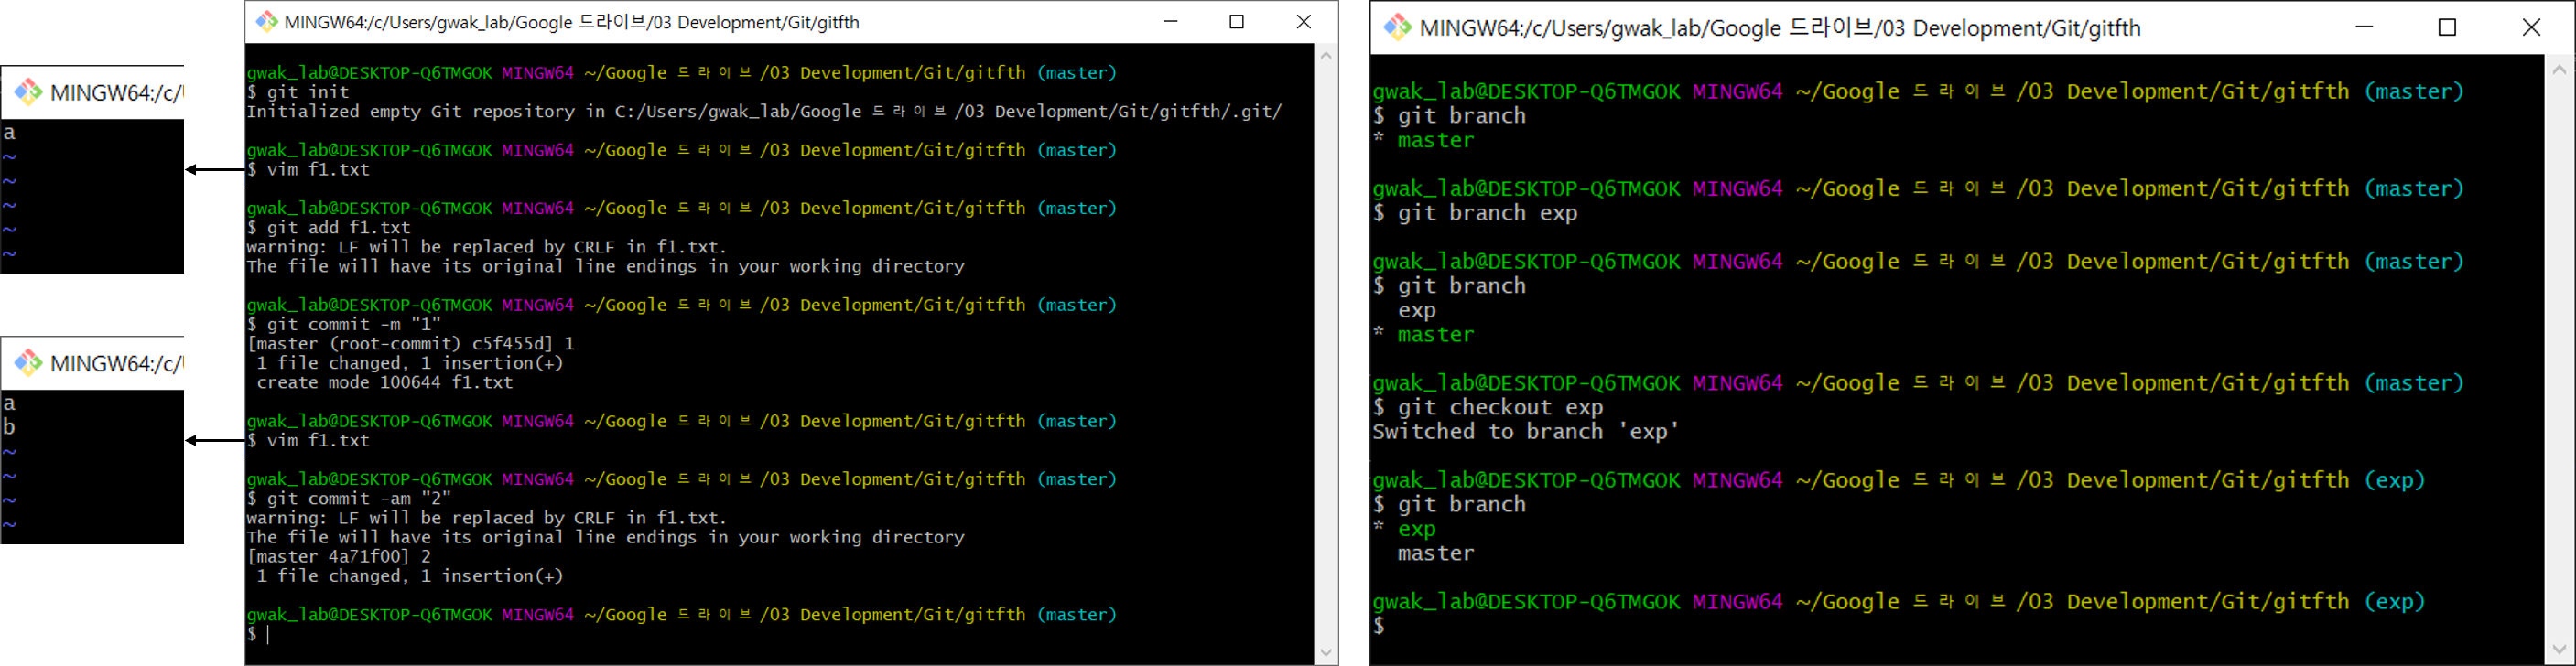 MINGW64:/c/U
a
~
~
~
~
~
MINGW64:/c/U
a
b
~
~
~
~
MINGW64:/c/Users/gwak_lab/Google 드라이브/03 Development/Git/gitfth
gwak_lab@DESKTOP-Q6TMGOK MINGW64 ~/Google 드라이브/03 Development/Git/gitfth (master)
$ git init
Initialized empty Git repository in C:/Users/gwak_lab/Google 드라이브/03 Development/Git/gitfth/.git/
gwak_lab@DESKTOP-Q6TMGOK MINGW64 ~/Google 드라이브/03 Development/Git/gitfth (master)
$ vim f1.txt
gwak_lab@DESKTOP-Q6TMGOK MINGW64 ~/Google 드라이브/03 Development/Git/gitfth (master)
$ git add f1.txt
warning: LF will be replaced by CRLF in f1.txt.
The file will have its original line endings in your working directory
gwak_lab@DESKTOP-Q6TMGOK MINGW64 ~/Google 드라이브/03 Development/Git/gitfth (master)
$ git commit -m "1"
[master (root-commit) c5f455d] 1
1 file changed, 1 insertion(+)
create mode 100644 f1.txt
gwak_lab@DESKTOP-Q6TMGOK MINGW64 ~/Google 드라이브/03 Development/Git/gitfth (master)
$ vim f1.txt
gwak_lab@DESKTOP-Q6TMGOK MINGW64 ~/Google 드라이브/03 Development/Git/gitfth (master)
$ git commit -am "2"
warning: LF will be replaced by CRLF in f1.txt.
The file will have its original line endings in your working directory
[master 4a71f00] 2
1 file changed, 1 insertion(+)
gwak_lab@DESKTOP-Q6TMGOK MINGW64 ~/Google 드라이브/03 Development/Git/gitfth (master)
$
MINGW64:/c/Users/gwak_lab/Google 드라이브/03 Development/Git/gitfth
gwak_lab@DESKTOP-Q6TMGOK MINGW64 ~/Google 드라이브/03 Development/Git/gitfth (master)
$ git branch
* master
gwak_lab@DESKTOP-Q6TMGOK MINGW64 ~/Google 드라이브/03 Development/Git/gitfth (master)
$ git branch exp
gwak_lab@DESKTOP-Q6TMGOK MINGW64 ~/Google 드라이브/03 Development/Git/gitfth (master)
$ git branch
exp
* master
gwak_lab@DESKTOP-Q6TMGOK MINGW64 ~/Google 드라이브/03 Development/Git/gitfth (master)
$ git checkout exp
Switched to branch 'exp'
gwak_lab@DESKTOP-Q6TMGOK MINGW64 ~/Google 드라이브/03 Development/Git/gitfth (exp)
$ git branch
* exp
master
gwak_lab@DESKTOP-Q6TMGOK MINGW64 ~/Google 드라이브/03 Development/Git/gitfth (exp)
$